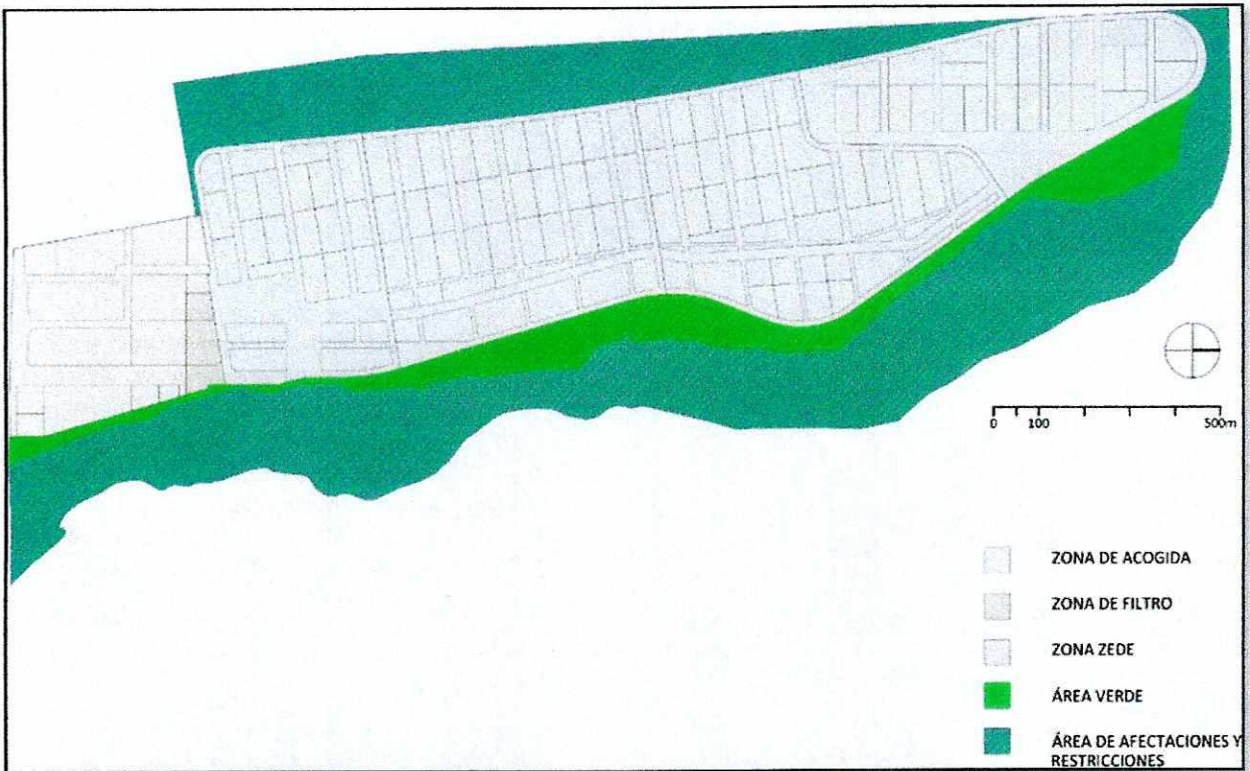 0 100 500m
ZONA DE ACOGIDA
ZONA DE FILTRO
ZONA ZEDE
ÁREA VERDE
ÁREA DE AFECTACIONES Y
RESTRICCIONES